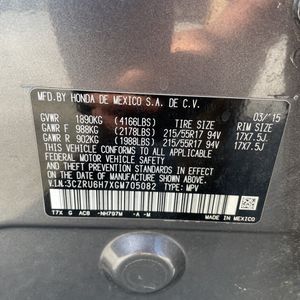 MFD.BY HONDA DE MEXICO S.A. DE C.V.
03/'15
GVWR 1890KG (4166LBS) RIM SIZE
GAWR F 988KG (2178LBS) 215/55R17 94V 17X7.5J
GAWR R 902KG (1988LBS) 215/55R17 94V 17X7.5J
THIS VEHICLE CONFORMS TO ALL APPLICABLE
FEDERAL MOTOR VEHICLE SAFETY AND
THEFT PREVENTION STANDARDS IN EFFECT
ON THE DATE OF MANUFACTURE SHOWN ABOVE.
V.I.N:3CZRU6H7XGM705082 TYPE: MPV
T7X G ACB -NH797M -A -M
MADE IN
MEXICO